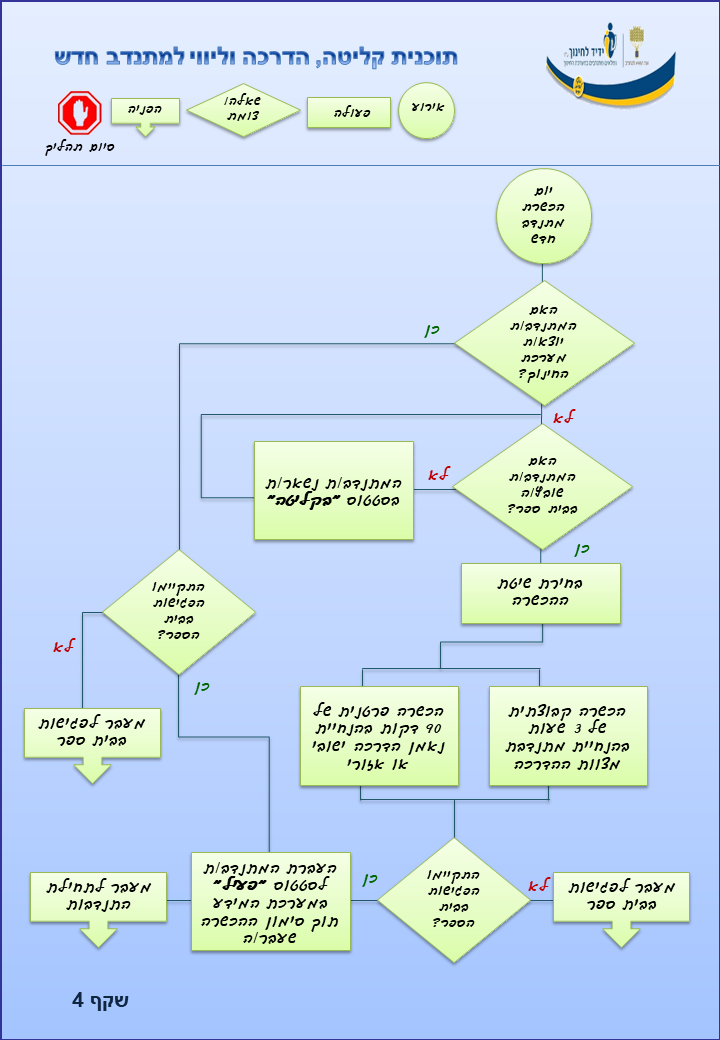 ידיד לחינוך
תוכנית קליטה, הדרכה וליווי למתנדב חדש
אירוע
פעולה
שאלה/
צומת
הפניה
סיום תהליך
יום
הכשרת
מתנדב
חדש
האם
המתנדב/ת
יוצא/ת
מערכת
החינוך?
כן
לא
האם
המתנדב/ת
שובץ/ה
בבית ספר?
לא
המתנדב/ת נשאר/ת
בסטטוס "בקליטה"
כן
בחירת שיטת
ההכשרה
התקיימו
הפגישות
בבית
הספר?
לא
כן
מעבר לפגישות
בבית ספר
הכשרה קבוצתית
של 3 שעות
בהנחיית מתנדבת
מצוות ההדרכה
הכשרה פרטנית של
90 דקות בהנחיית
נאמן הדרכה ישובי
או אזורי
התקיימו
הפגישות
בבית
הספר?
לא
מעבר לפגישות
בבית ספר
כן
העברת המתנדב/ת
לסטטוס "פעיל"
במערכת המידע
תוך סימון ההכשרה
שעבר/ה
מעבר לתחילת
התנדבות
שקף 4